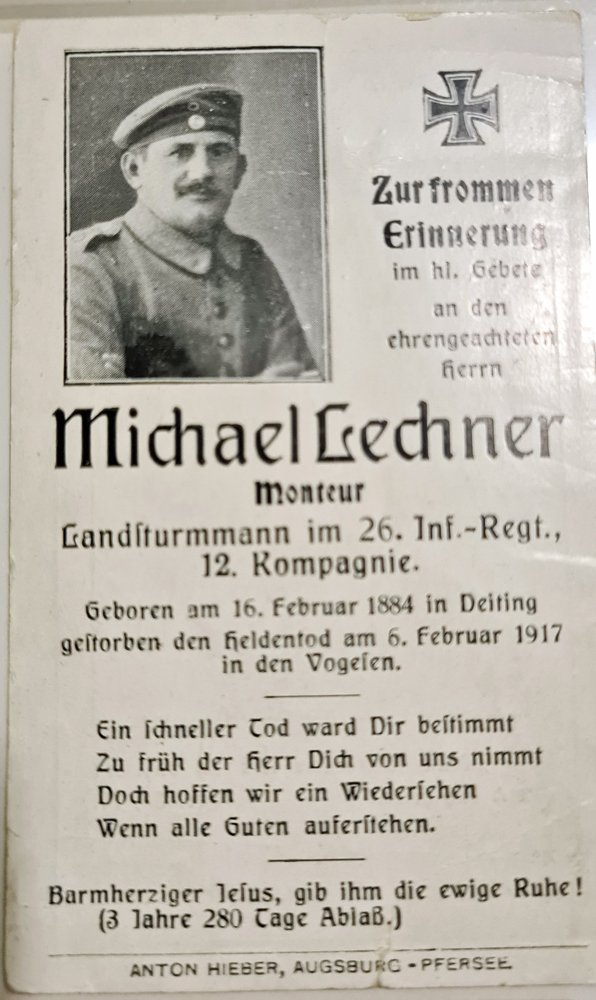 Zur frommen
Erinnerung
im hl. Gebete
an den
ehrengeachteten
Herrn
Michael Lechner
Monteur
Landſturmmann im 26. Inf.-Regt.,
12. Kompagnie.
Geboren am 16. Februar 1884 in Deiting
geſtorben den Heldentod am 6. Februar 1917
in den Vogeſen.
Ein ſchneller Tod ward Dir beſtimmt
Zu früh der Herr Dich von uns nimmt
Doch hoffen wir ein Wiederſehen
Wenn alle Guten auferſtehen.
Barmherziger Jeſus, gib ihm die ewige Ruhe!
(3 Jahre 280 Tage Ablaß.)
ANTON HIEBER, AUGSBURG-PFERSEE.